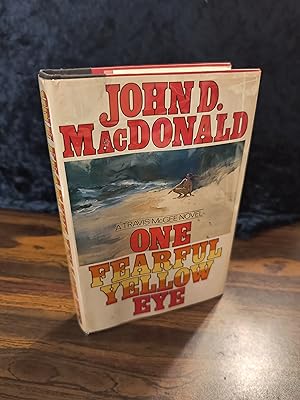 JOHN D.
MACDONALD
A TRAVIS McGEE NOVEL
ONE
FEARFUL
YELLOW
EYE